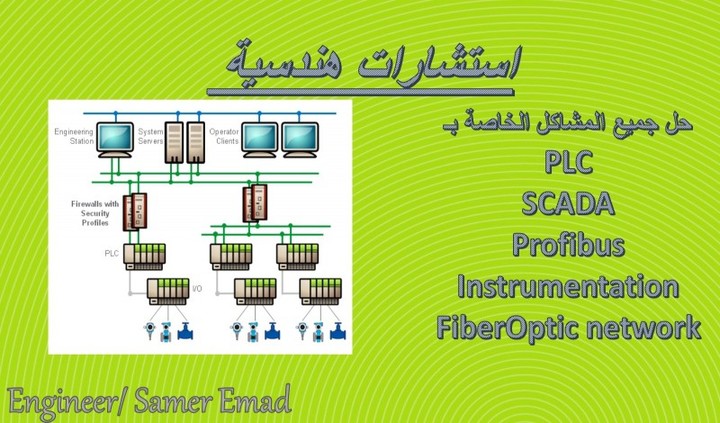 استشارات هندسية
حل جميع المشاكل الخاصة بـ
PLC
SCADA
Profibus
Instrumentation
FiberOptic network
Engineering
Station
System
Servers
Operator
Clients
Firewalls with
Security
Profiles
PLC
I/O
Engineer/ Samer Emad